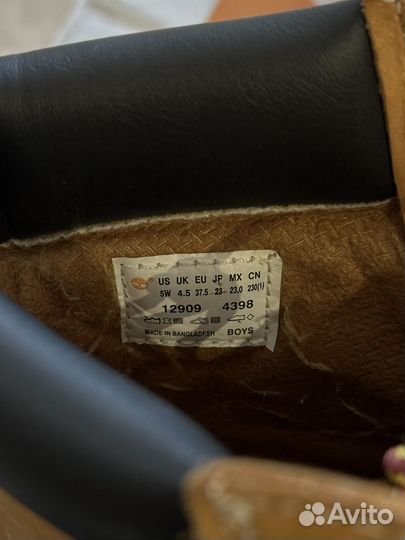 US UK EU JP MX CN
5W 4.5 37.5 23 23,0 230(1)
12909 4398
MADE IN BANGLADESH BOYS
Avito